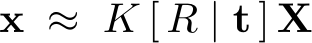 x ≈ K [ R | t ] X